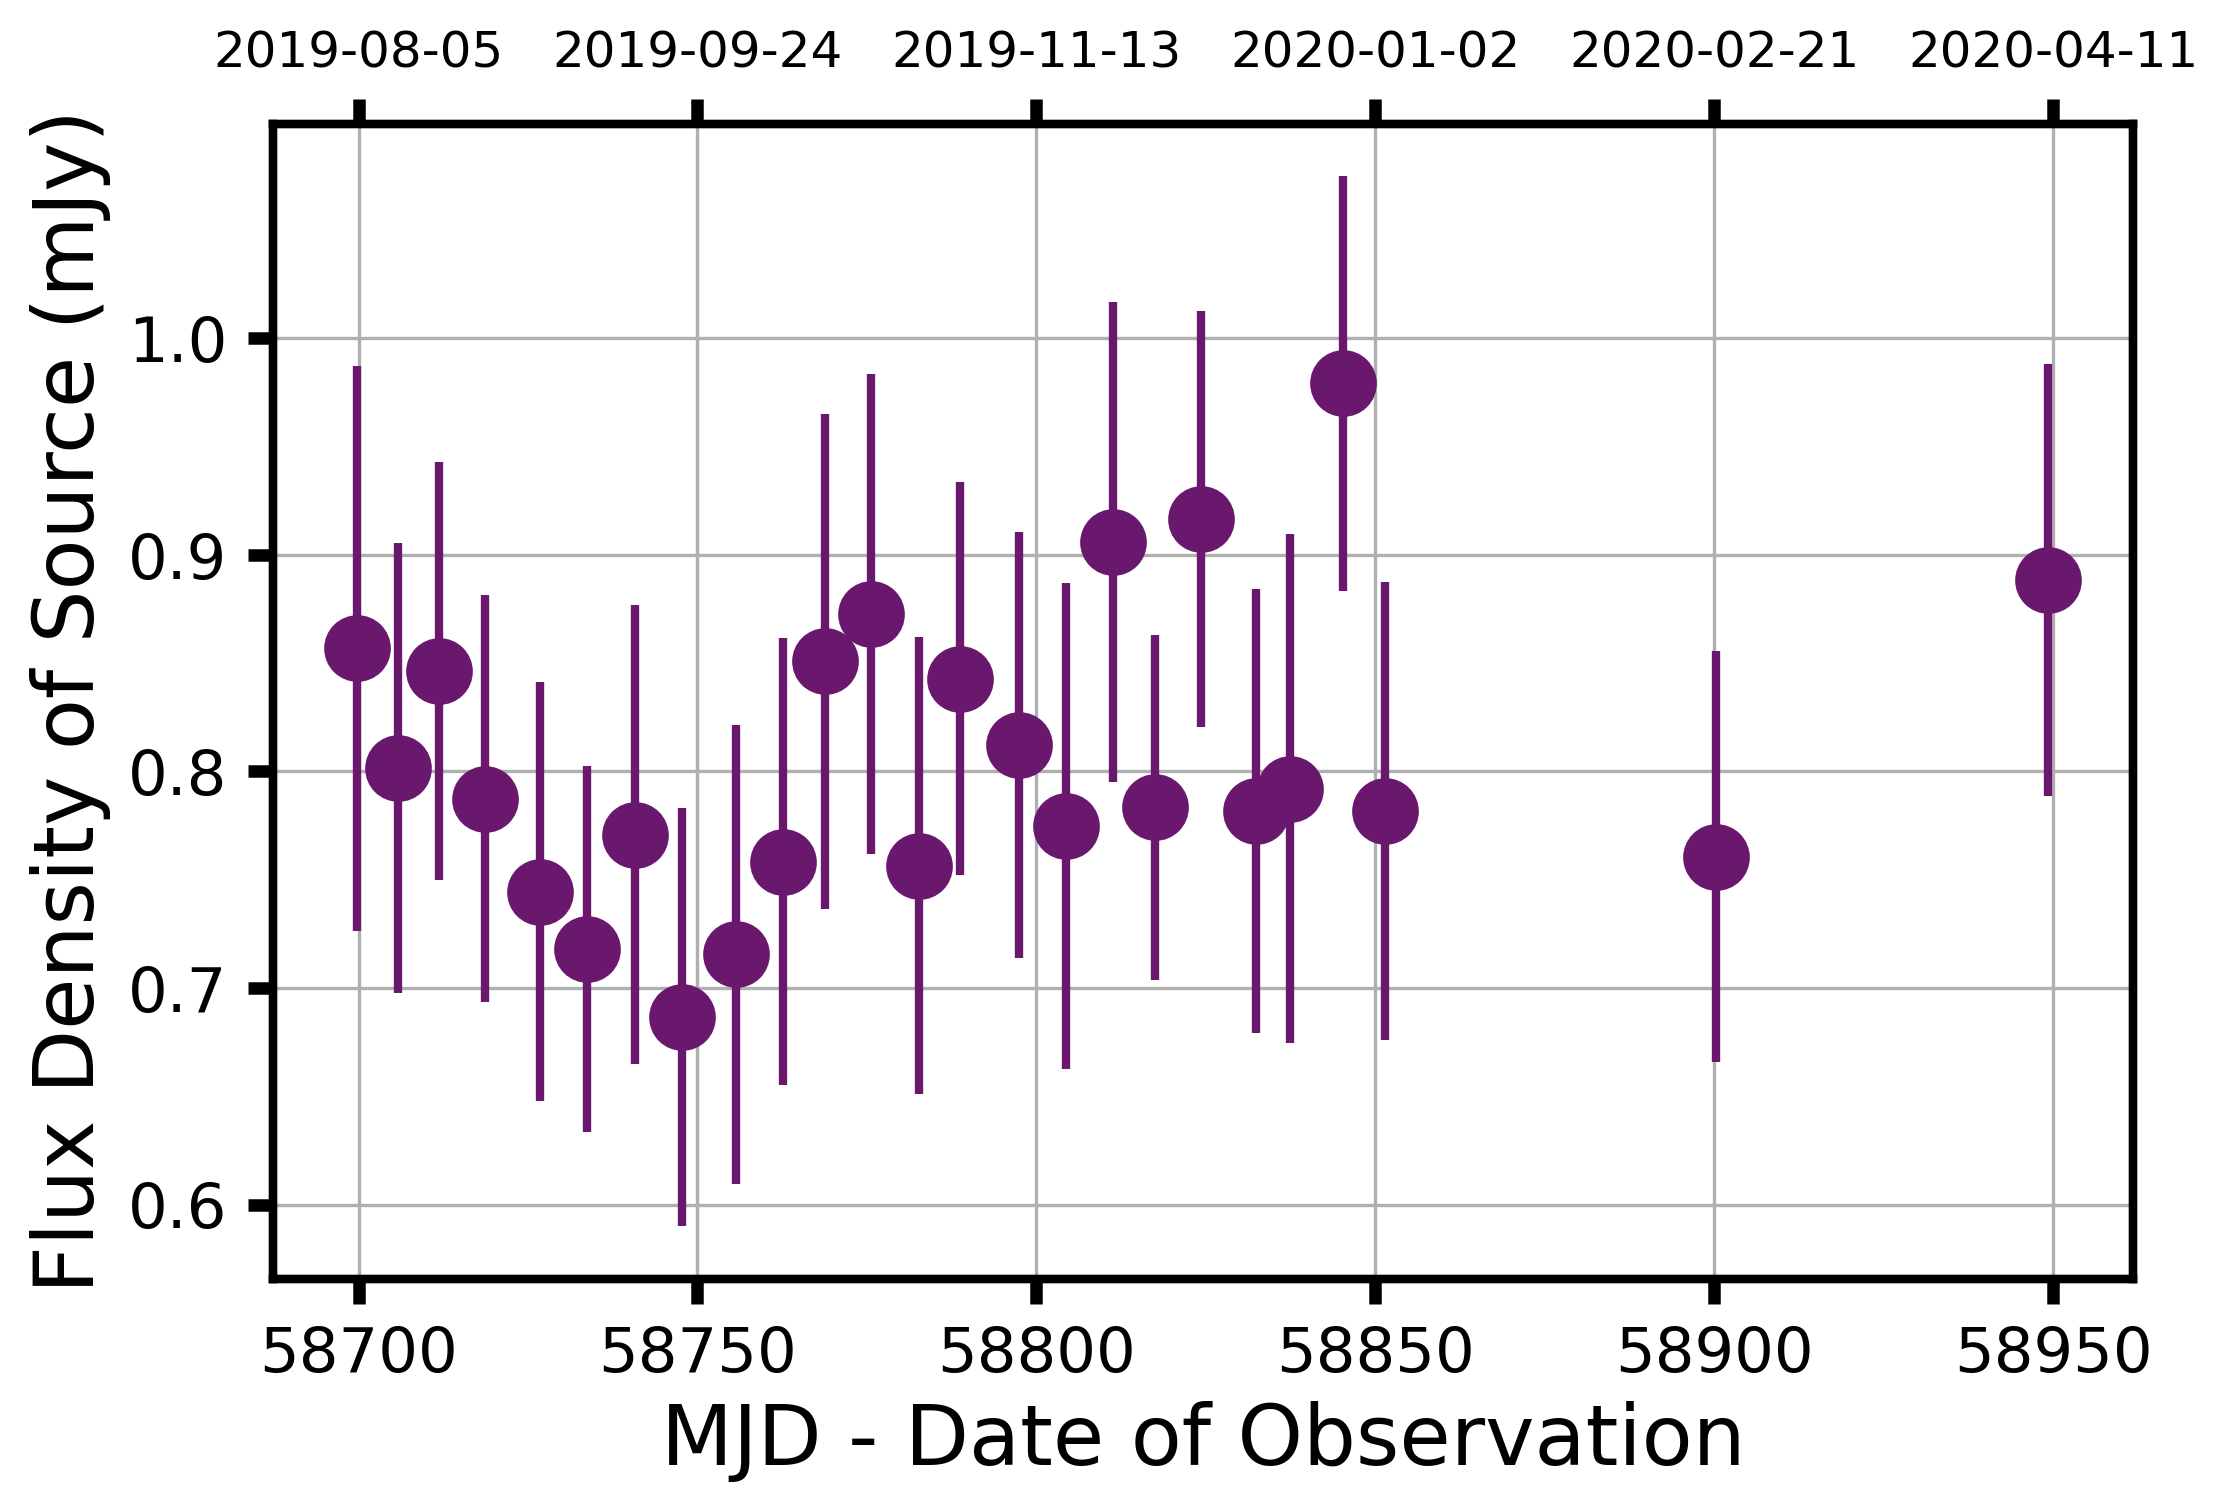 2019-08-05 2019-09-24 2019-11-13 2020-01-02 2020-02-21 2020-04-11
Flux Density of Source (mJy)
1.0
0.9
0.8
0.7
0.6
58700 58750 58800 58850 58900 58950
MJD - Date of Observation